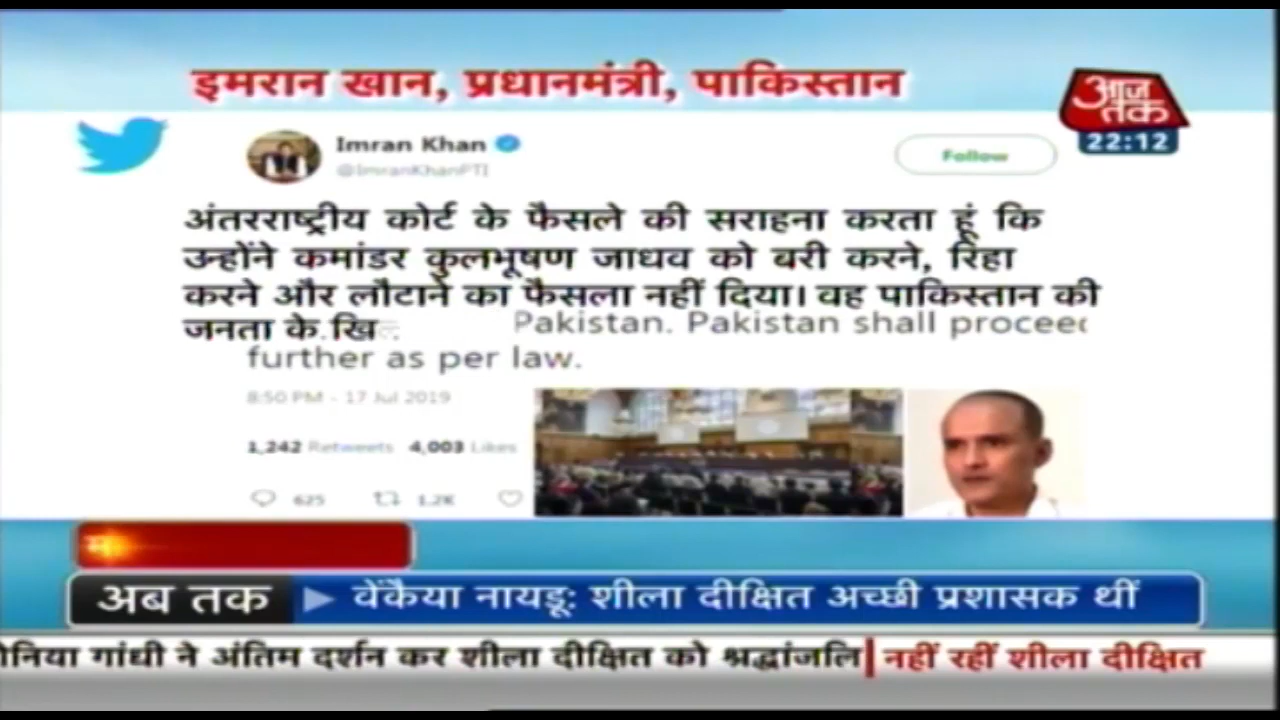 इमरान खान, प्रधानमंत्री, पाकिस्तान
आज
तक
22:12
Imran Khan
@ImranKhanPTI
Follow
अंतरराष्ट्रीय कोर्ट के फैसले की सराहना करता हूं कि
उन्होंने कमांडर कुलभूषण जाधव को बरी करने, रिहा
करने और लौटाने का फैसला नहीं दिया। वह पाकिस्तान की
जनता के खि
Pakistan. Pakistan shall proceed
further as per law.
8:50 PM - 17 Jul 2019
1,242 Retweets 4,003 Likes
625 1.2K
अब तक वेंकैया नायडू: शीला दीक्षित अच्छी प्रशासक थीं
ोनिया गांधी ने अंतिम दर्शन कर शीला दीक्षित को श्रद्धांजलि नहीं रहीं शीला दीक्षित